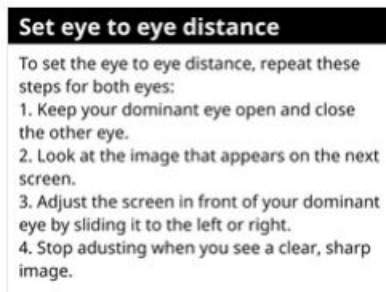 Set eye to eye distance
To set the eye to eye distance, repeat these
steps for both eyes:
1. Keep your dominant eye open and close
the other eye.
2. Look at the image that appears on the next
screen.
3. Adjust the screen in front of your dominant
eye by sliding it to the left or right.
4. Stop adusting when you see a clear, sharp
image.